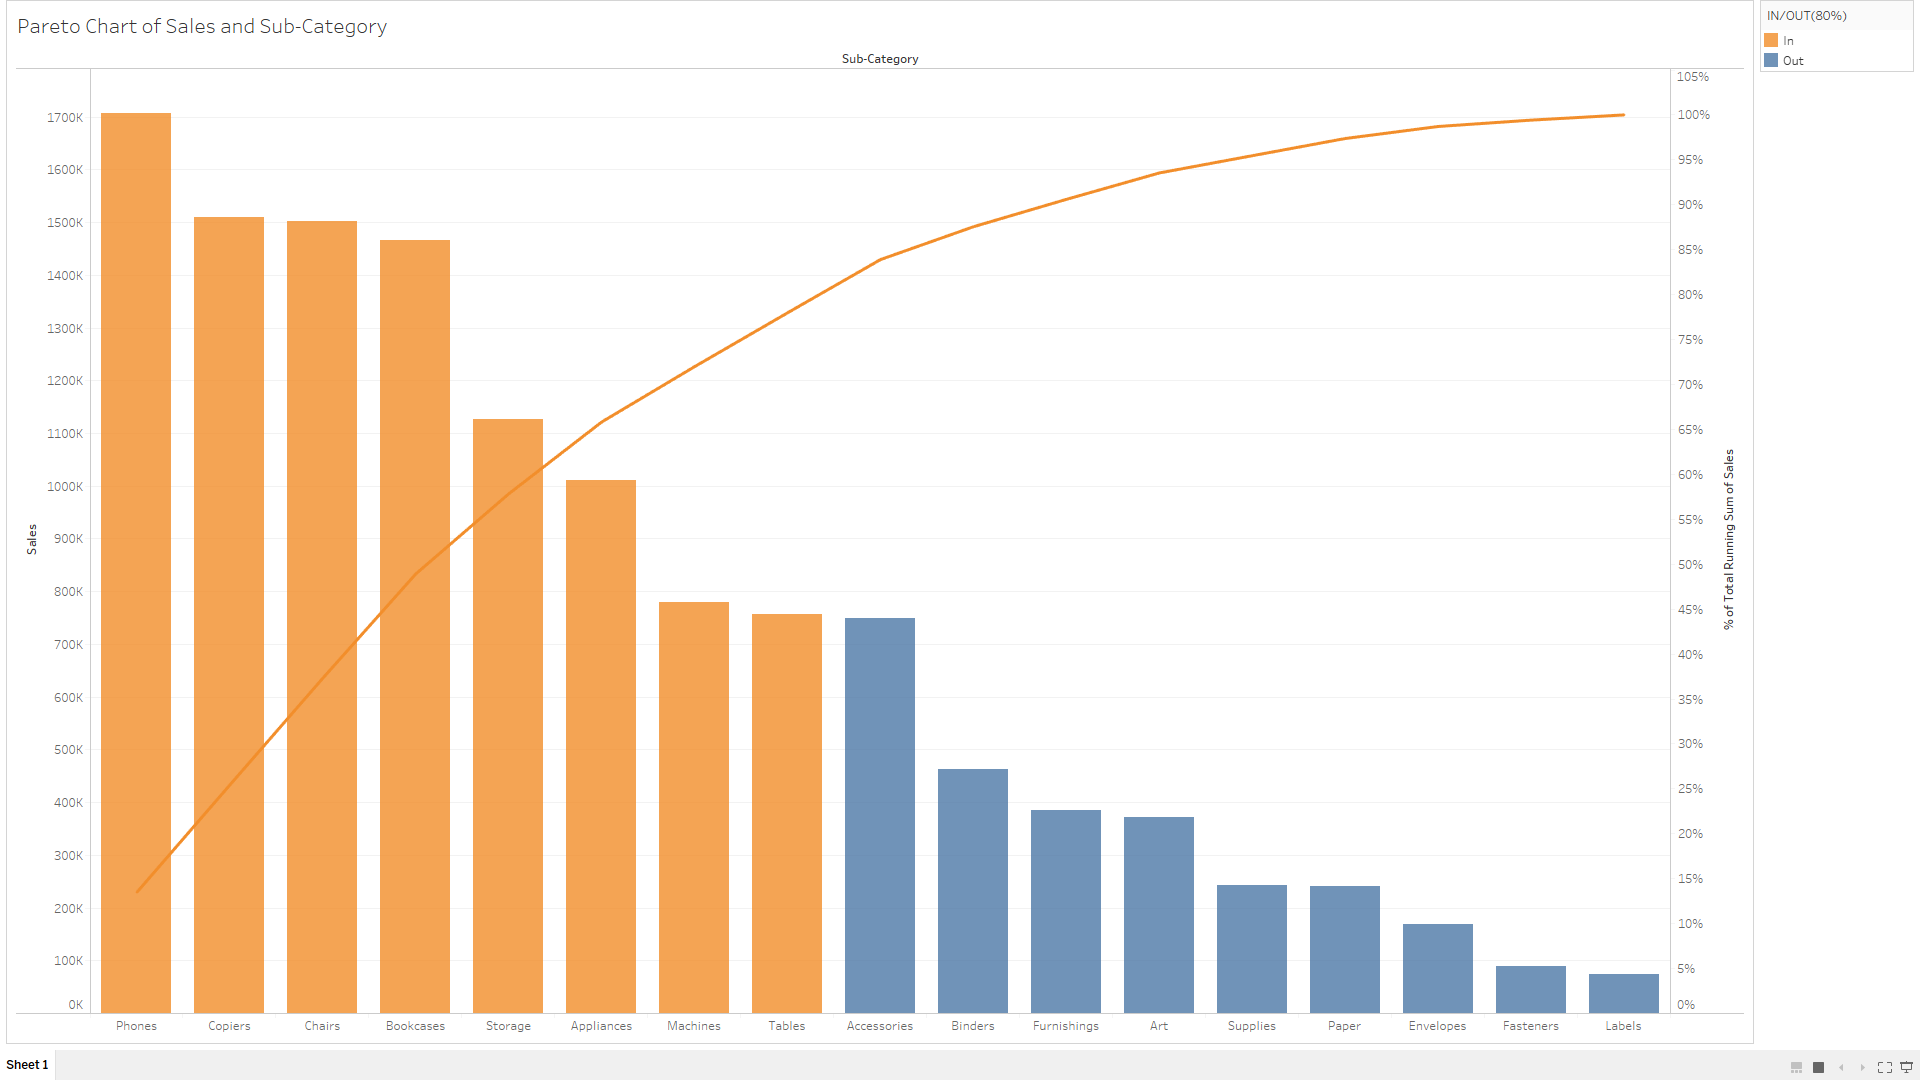 Pareto Chart of Sales and Sub-Category
IN/OUT(80%)
In
Out
Sub-Category
Sales
1700K
1600K
1500K
1400K
1300K
1200K
1100K
1000K
900K
800K
700K
600K
500K
400K
300K
200K
100K
0K
105%
100%
95%
90%
85%
80%
75%
70%
65%
60%
55%
50%
45%
40%
35%
30%
25%
20%
15%
10%
5%
0%
% of Total Running Sum of Sales
Phones Copiers Chairs Bookcases Storage Appliances Machines Tables Accessories Binders Furnishings Art Supplies Paper Envelopes Fasteners Labels
Sheet 1